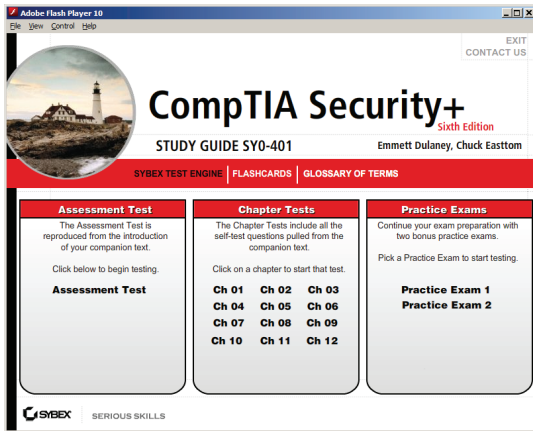 Adobe Flash Player 10
File View Control Help
EXIT
CONTACT US
CompTIA Security+
Sixth Edition
STUDY GUIDE SY0-401
Emmett Dulaney, Chuck Easttom
SYBEX TEST ENGINE | FLASHCARDS | GLOSSARY OF TERMS
Assessment Test
The Assessment Test is
reproduced from the introduction
of your companion text.
Click below to begin testing.
Assessment Test
Chapter Tests
The Chapter Tests include all the
self-test questions pulled from the
companion text.
Click on a chapter to start that test.
Ch 01 Ch 02 Ch 03
Ch 04 Ch 05 Ch 06
Ch 07 Ch 08 Ch 09
Ch 10 Ch 11 Ch 12
Practice Exams
Continue your exam preparation with
two bonus practice exams.
Pick a Practice Exam to start testing.
Practice Exam 1
Practice Exam 2
SYBEX SERIOUS SKILLS